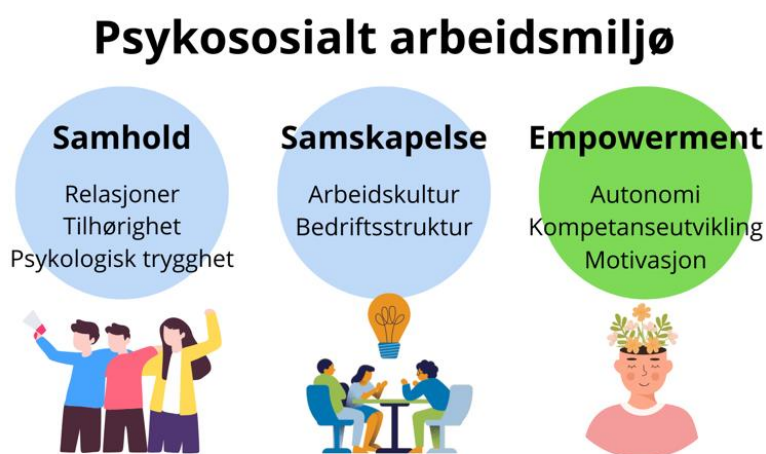 Psykososialt arbeidsmiljø
Samhold
Relasjoner
Tilhørighet
Psykologisk trygghet
Samskapelse
Arbeidskultur
Bedriftsstruktur
Empowerment
Autonomi
Kompetanseutvikling
Motivasjon